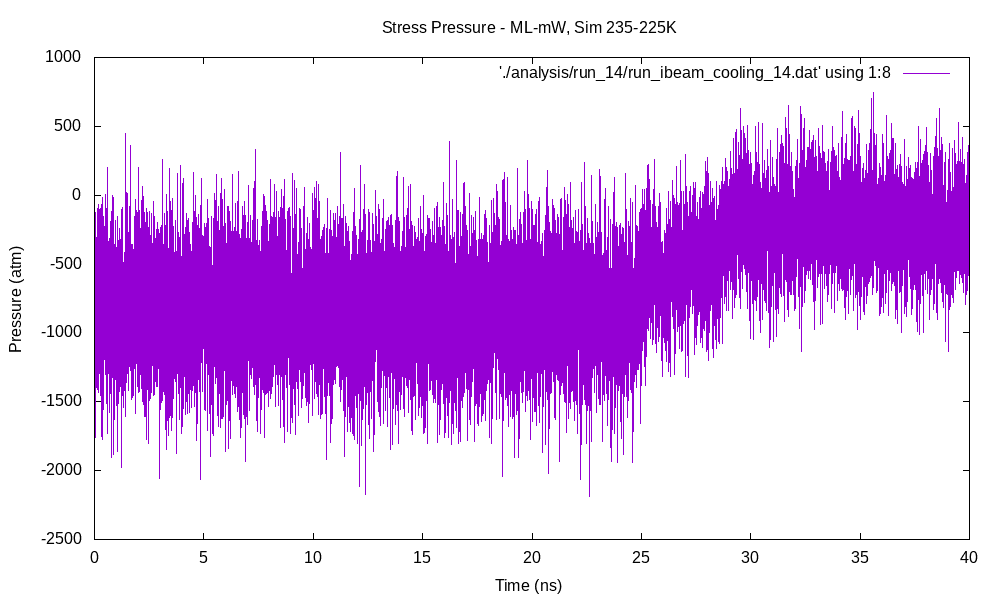 Stress Pressure - ML-mW, Sim 235-225K
'./analysis/run_14/run_ibeam_cooling_14.dat' using 1:8
1000
500
0
-500
-1000
-1500
-2000
-2500
Pressure (atm)
0 5 10 15 20 25 30 35 40
Time (ns)